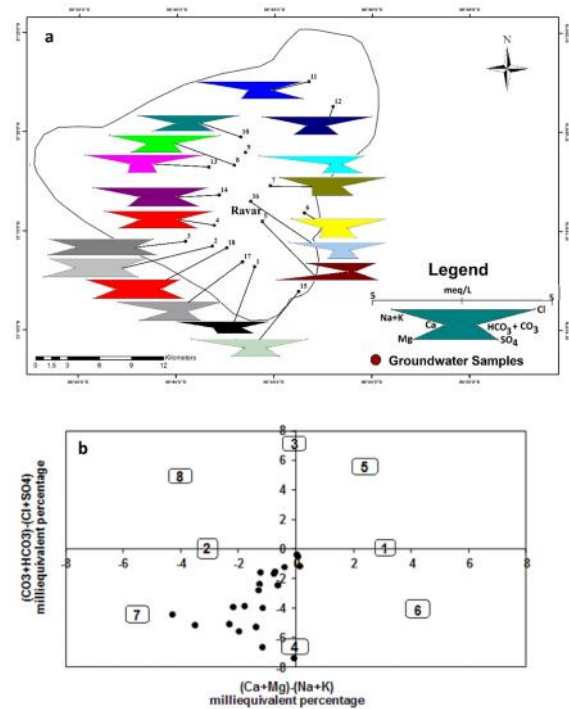 a
N
11
12
10
9
8
13
7
14
16
Ravar
5
6
4
3
2
18
17
1
15
Legend
meq/L
5 5
Cl
Na+K
Ca
HCO3 + CO3
Mg
SO4
Groundwater Samples
Kilometers
0 1.5 3 6 9 12
b
8
6
4
2
0
-2
-4
-6
-8
-8 -6 -4 -2 0 2 4 6 8
3
8
5
2
1
7
6
4
(CO3+HCO3)-(Cl+SO4)
milliequivalent percentage
(Ca+Mg)-(Na+K)
milliequivalent percentage